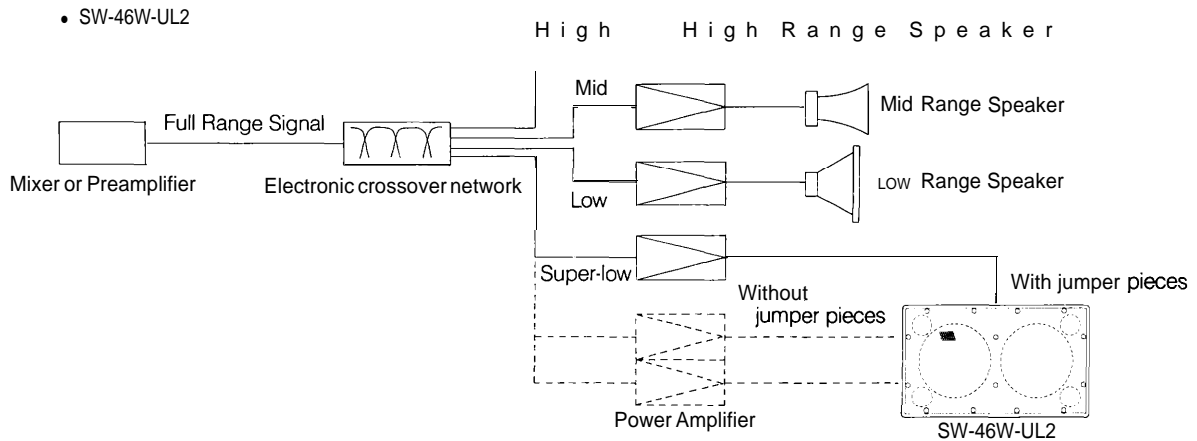 • SW-46W-UL2
High High Range Speaker
Mid
Mid Range Speaker
Full Range Signal
Mixer or Preamplifier
Electronic crossover network
Low
LOW Range Speaker
Super-low
With jumper pieces
Without
jumper pieces
Power Amplifier
SW-46W-UL2